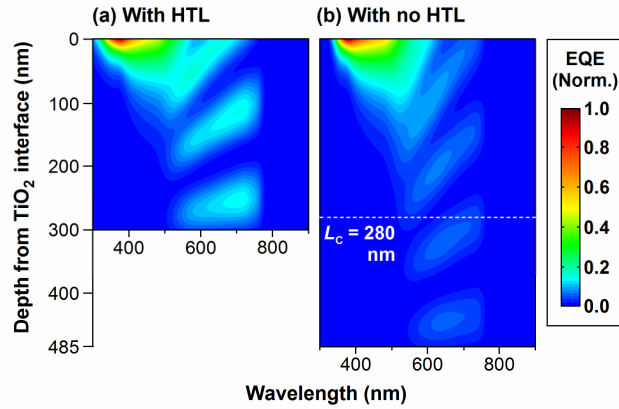 (a) With HTL
(b) With no HTL
Depth from TiO2 interface (nm)
0
100
200
300
400
485
LC = 280
nm
400
600
800
400
600
800
Wavelength (nm)
EQE
(Norm.)
1.0
0.8
0.6
0.4
0.2
0.0